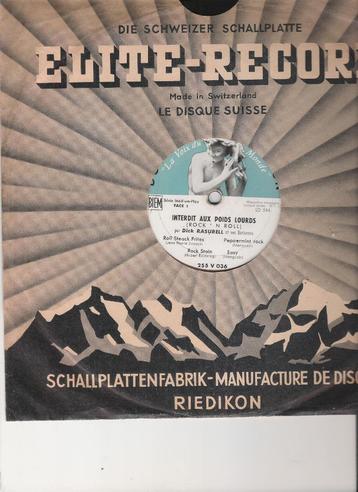 DIE SCHWEIZER SCHALLPLATTE
ELITE-RECORD
Made in Switzerland
LE DISQUE SUISSE
La Voix du Monde
BIEM
FACE 1
INTERDIT AUX POIDS LOURDS
(ROCK 'N ROLL)
par Dick RASURELL et ses
Roll Steack Frites
Peppermint rock
Rock Stein
Easy
255 V 036
SCHALLPLATTENFABRIK-MANUFACTURE DE DISQ
RIEDIKON